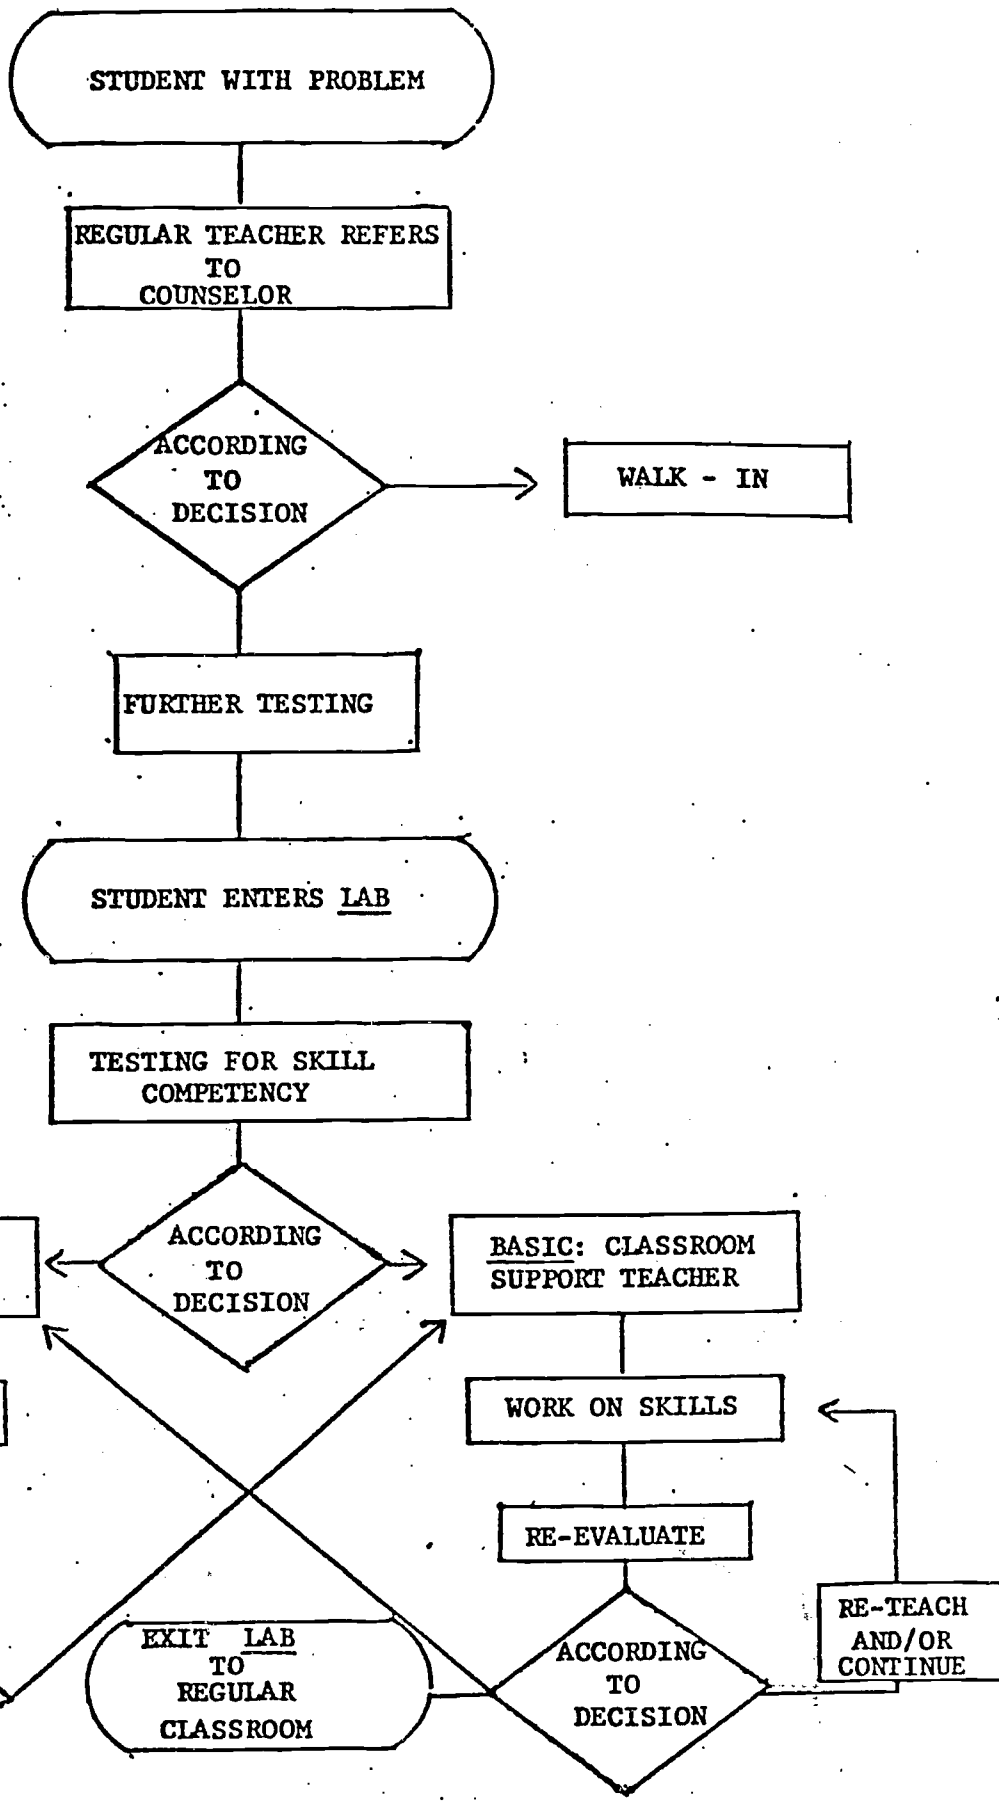 STUDENT WITH PROBLEM
REGULAR TEACHER REFERS
TO
COUNSELOR
ACCORDING
TO
DECISION
WALK - IN
FURTHER TESTING
STUDENT ENTERS LAB
TESTING FOR SKILL
COMPETENCY
ACCORDING
TO
DECISION
BASIC: CLASSROOM
SUPPORT TEACHER
WORK ON SKILLS
RE-EVALUATE
RE-TEACH
AND/OR
CONTINUE
EXIT LAB
TO
REGULAR
CLASSROOM
ACCORDING
TO
DECISION